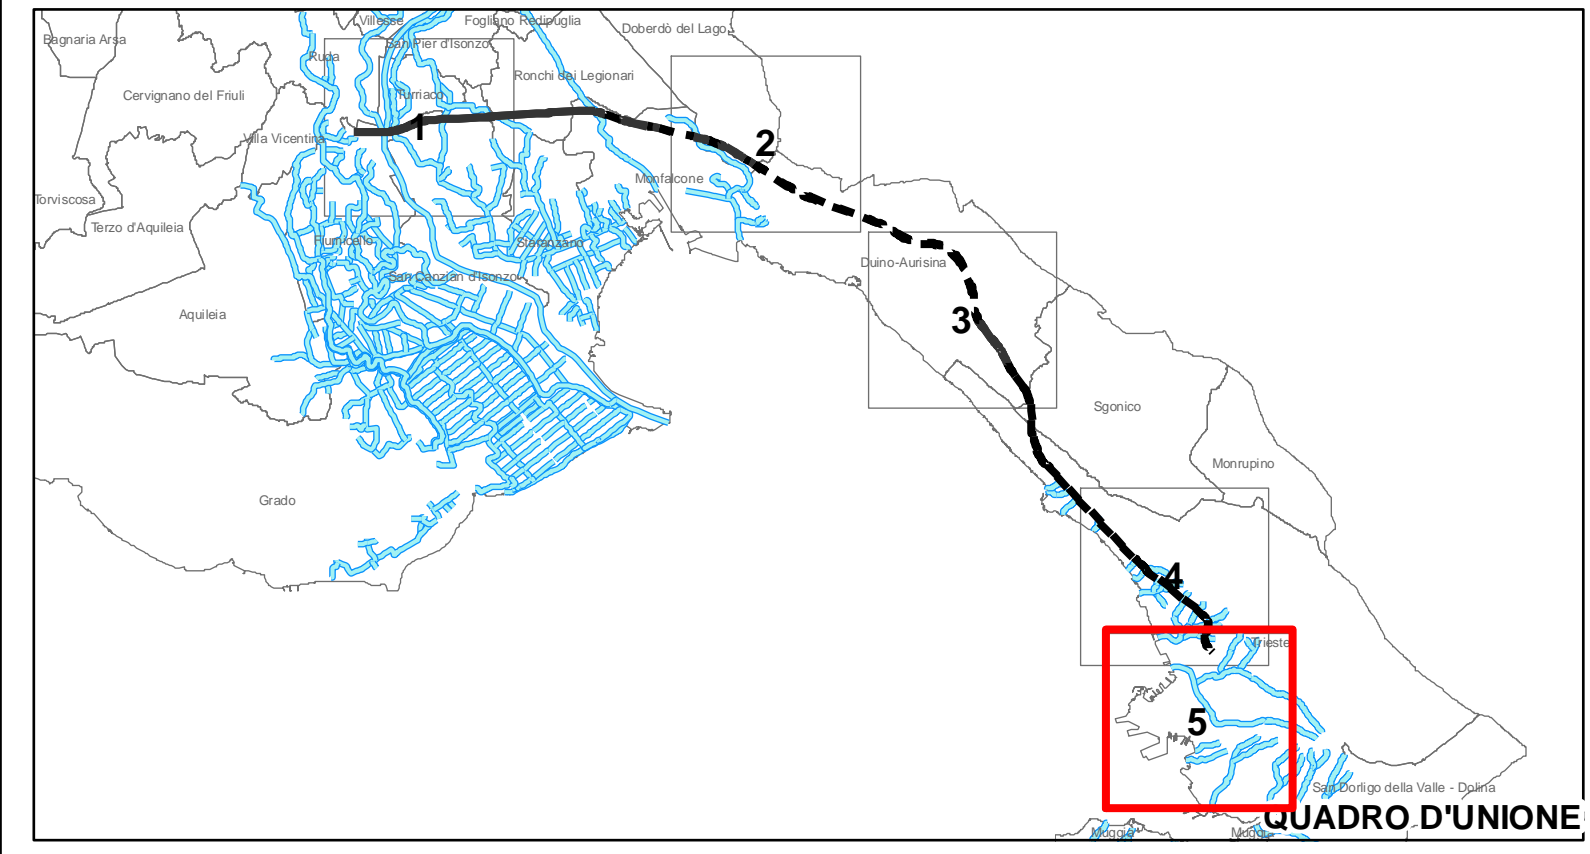 Villesse
Fogliano Redipuglia
Doberdò del Lago
Bagnaria Arsa
San Pier d'Isonzo
Ruda
Ronchi dei Legionari
Cervignano del Friuli
Turriaco
1
Villa Vicentina
2
Monfalcone
Torviscosa
Terzo d'Aquileia
Fiumicello
Staranzano
Duino-Aurisina
San Canzian d'Isonzo
Aquileia
3
Sgonico
Monrupino
Grado
4
Trieste
5
San Dorligo della Valle - Dolina
QUADRO D'UNIONE
Muggia
Muggia